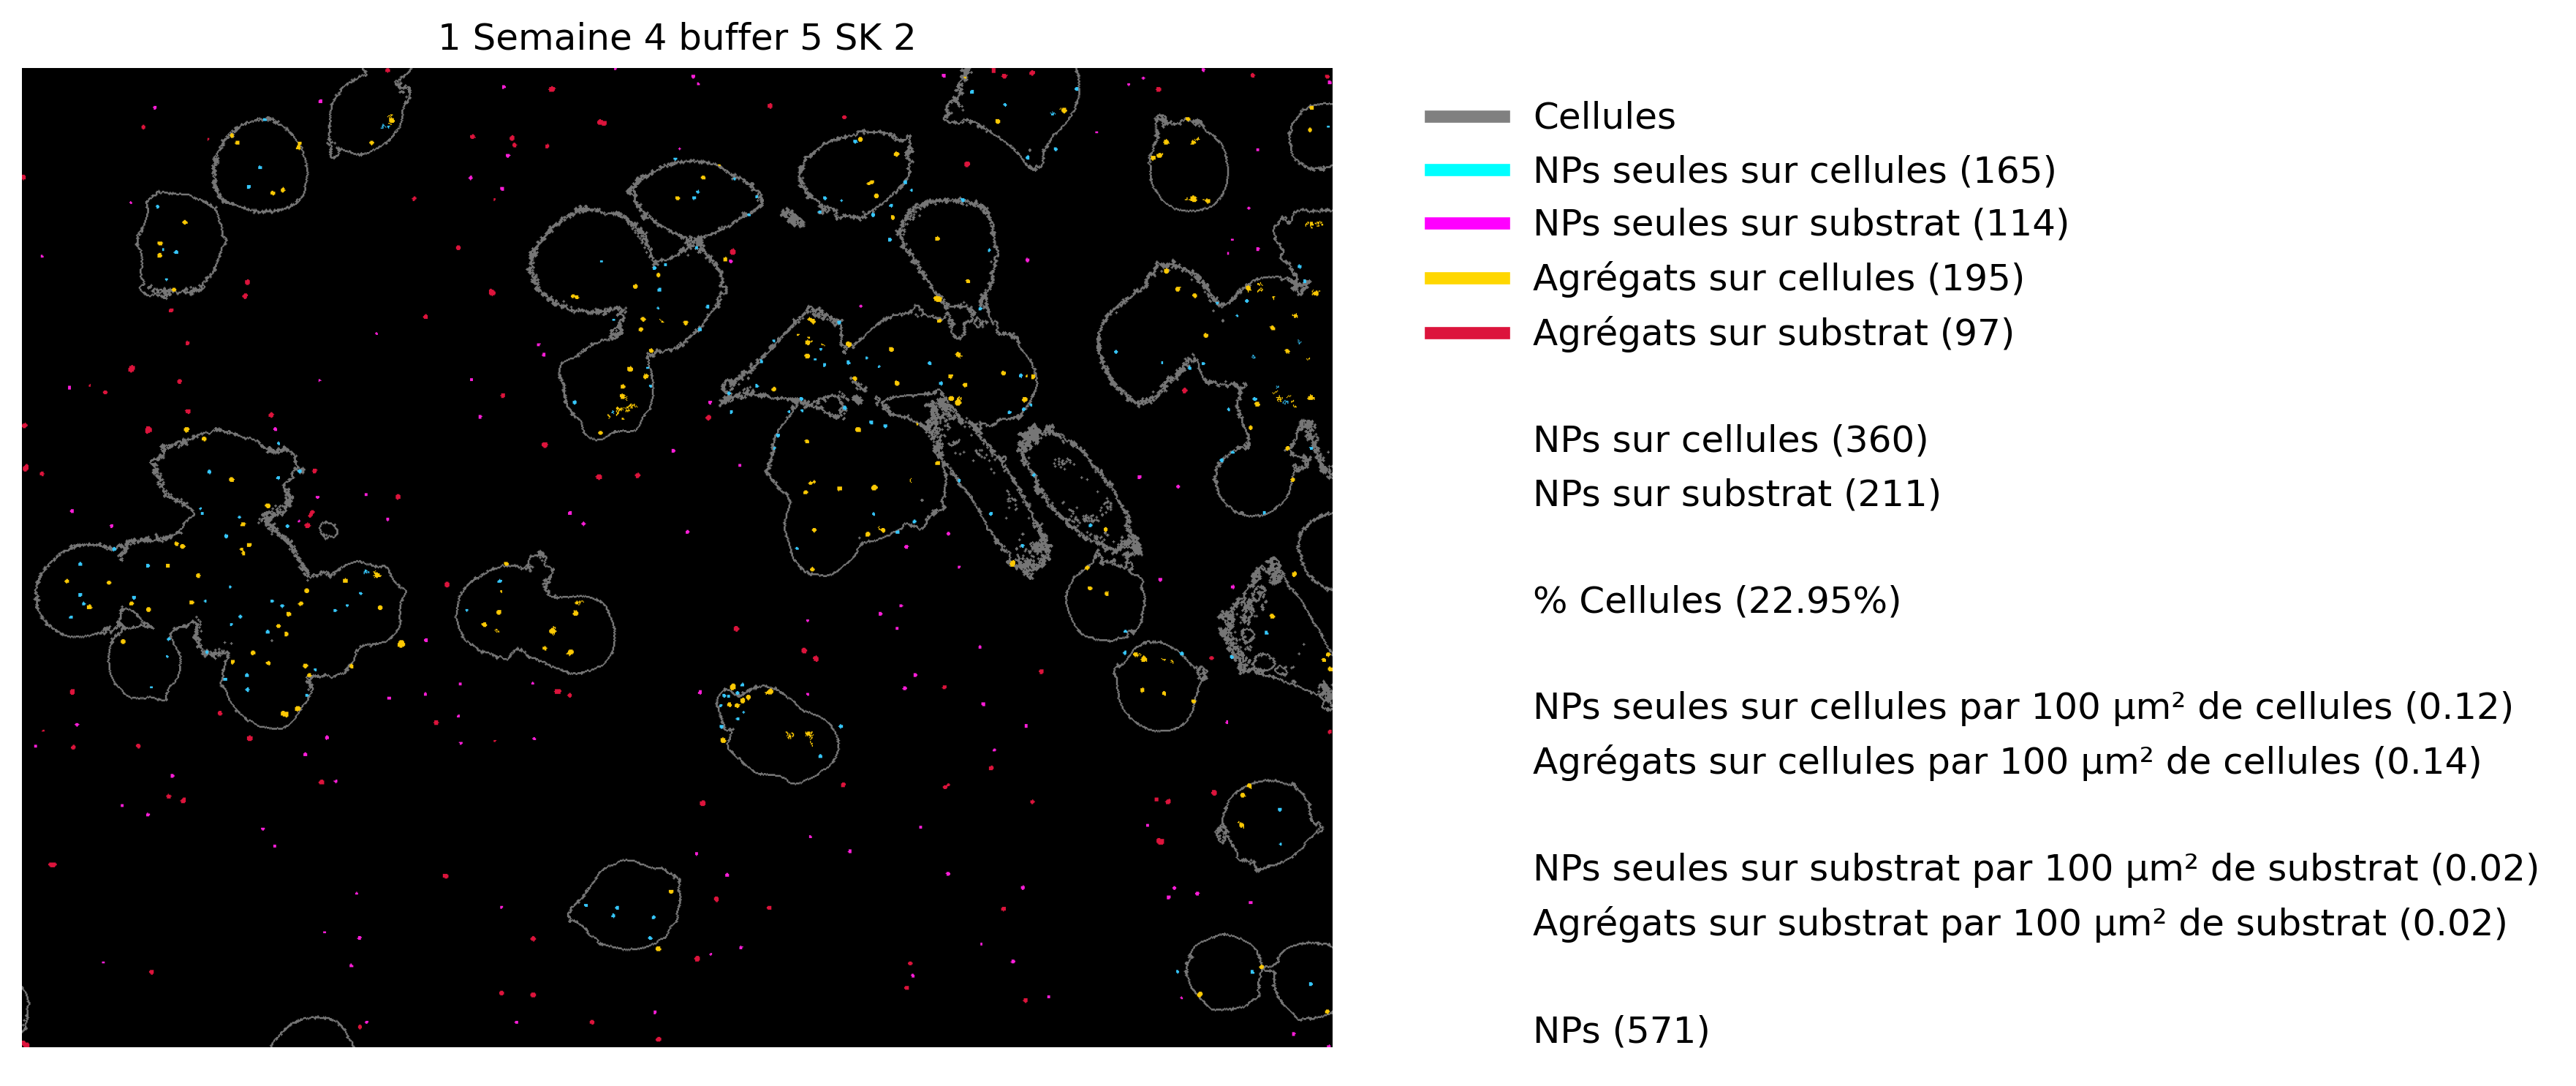 1 Semaine 4 buffer 5 SK 2
Cellules
NPs seules sur cellules (165)
NPs seules sur substrat (114)
Agrégats sur cellules (195)
Agrégats sur substrat (97)
NPs sur cellules (360)
NPs sur substrat (211)
% Cellules (22.95%)
NPs seules sur cellules par 100 µm² de cellules (0.12)
Agrégats sur cellules par 100 µm² de cellules (0.14)
NPs seules sur substrat par 100 µm² de substrat (0.02)
Agrégats sur substrat par 100 µm² de substrat (0.02)
NPs (571)